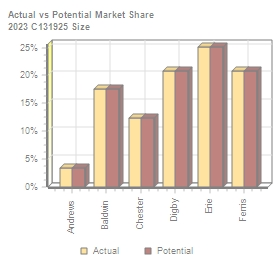 Actual vs Potential Market Share
2023 C131925 Size
25%
20%
15%
10%
5%
0%
Andrews
Baldwin
Chester
Digby
Erie
Ferris
Actual
Potential